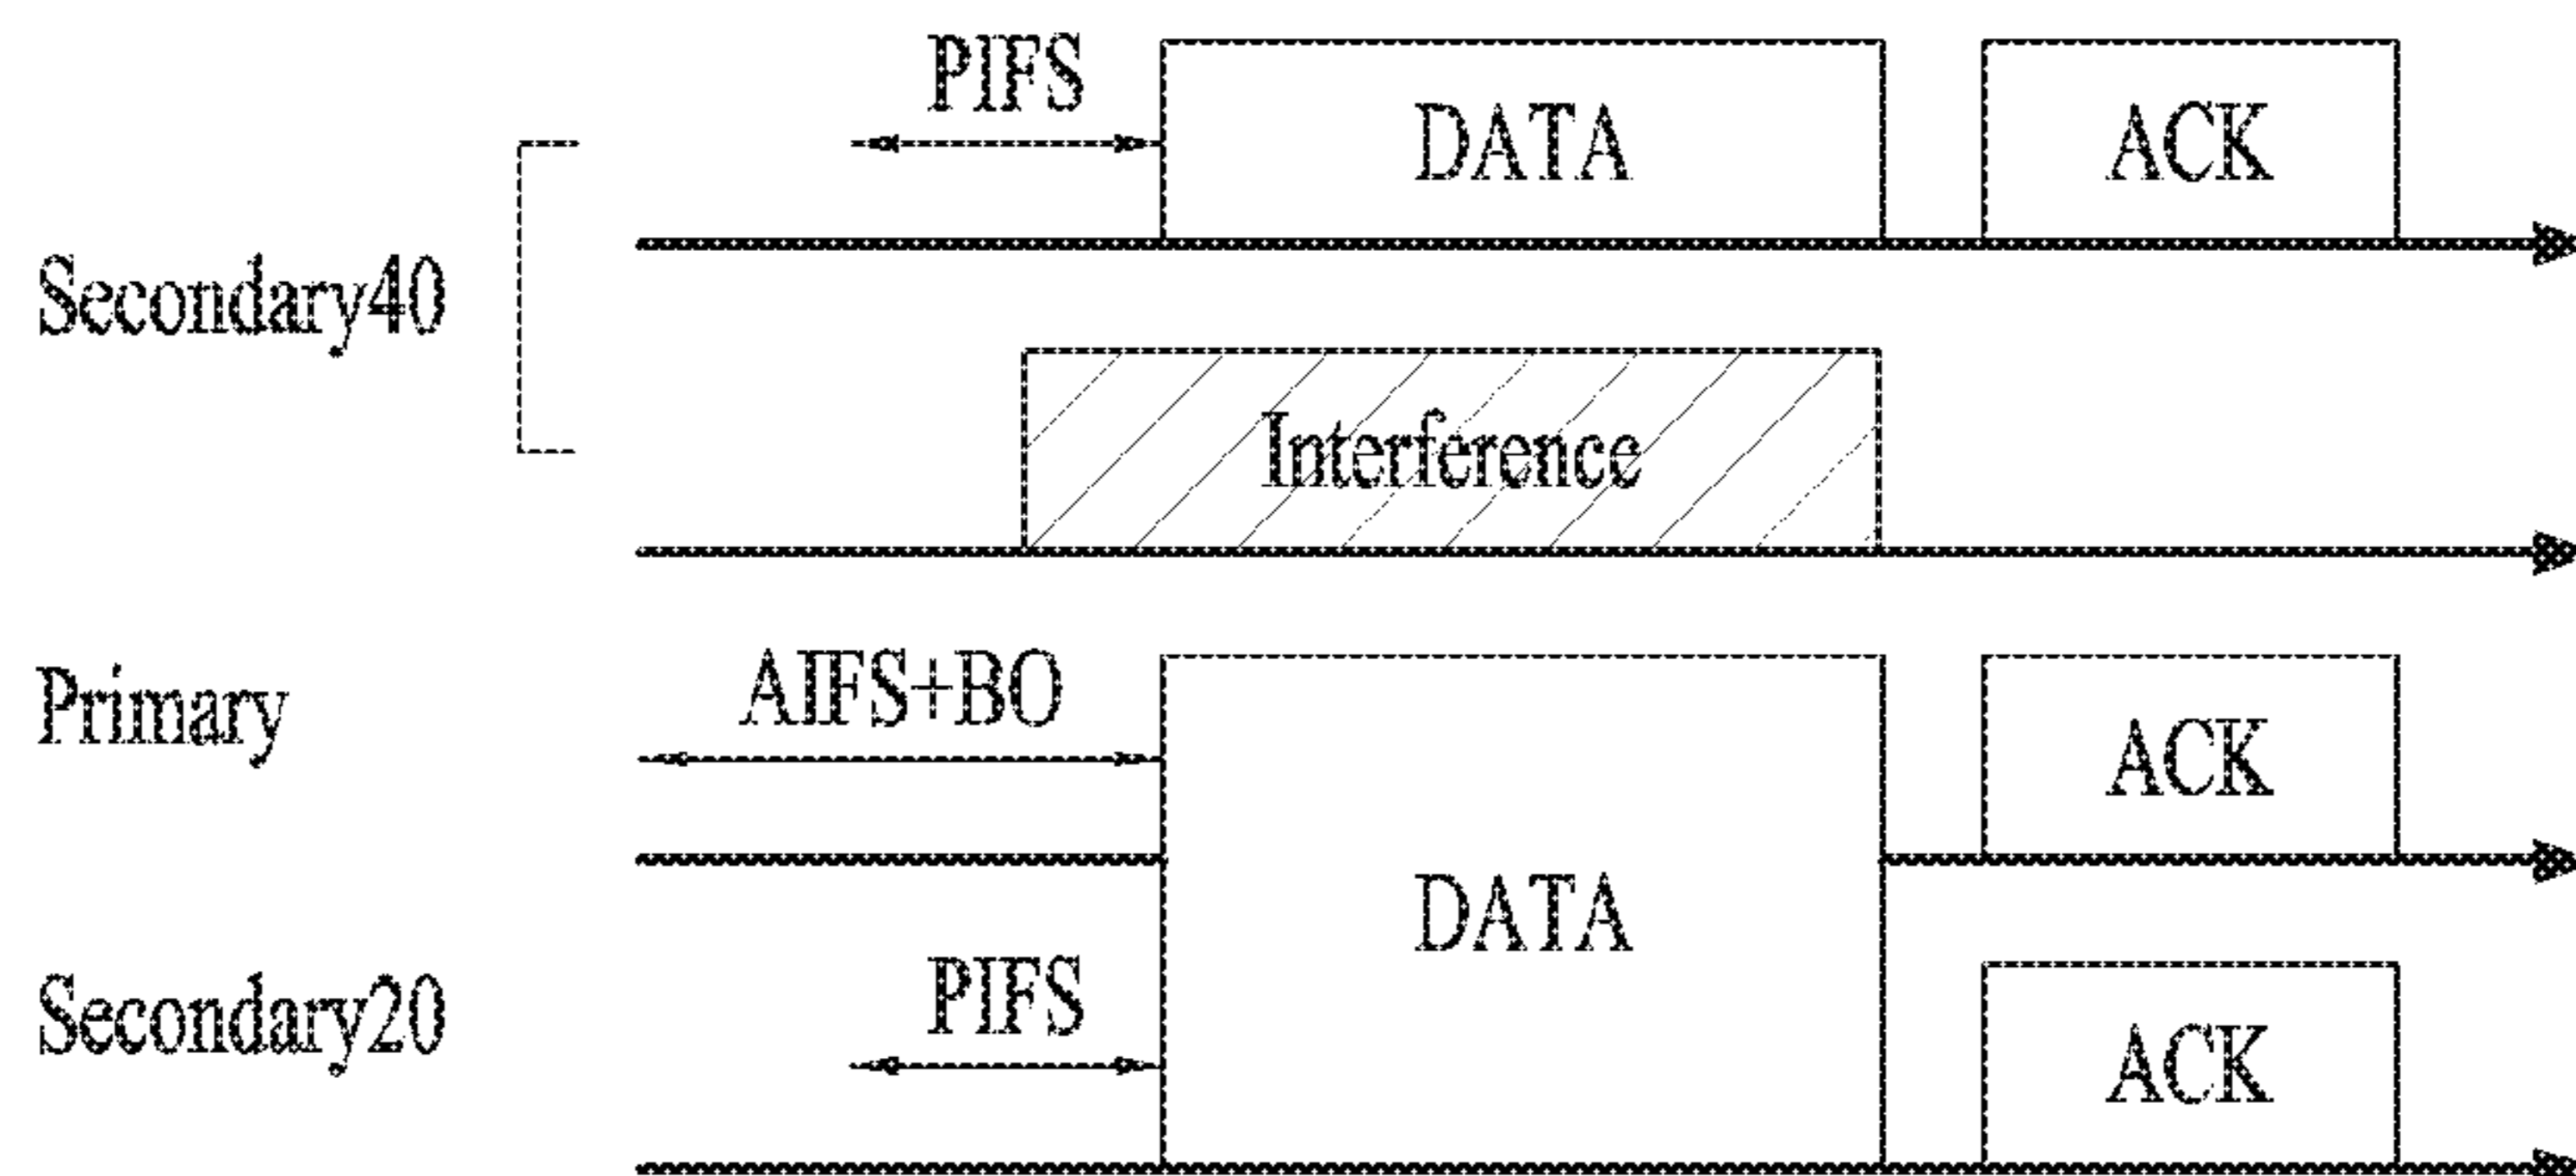 PIFS
DATA
ACK
Secondary40
Interference
Primary
AIFS+BO
ACK
DATA
Secondary20
PIFS
ACK